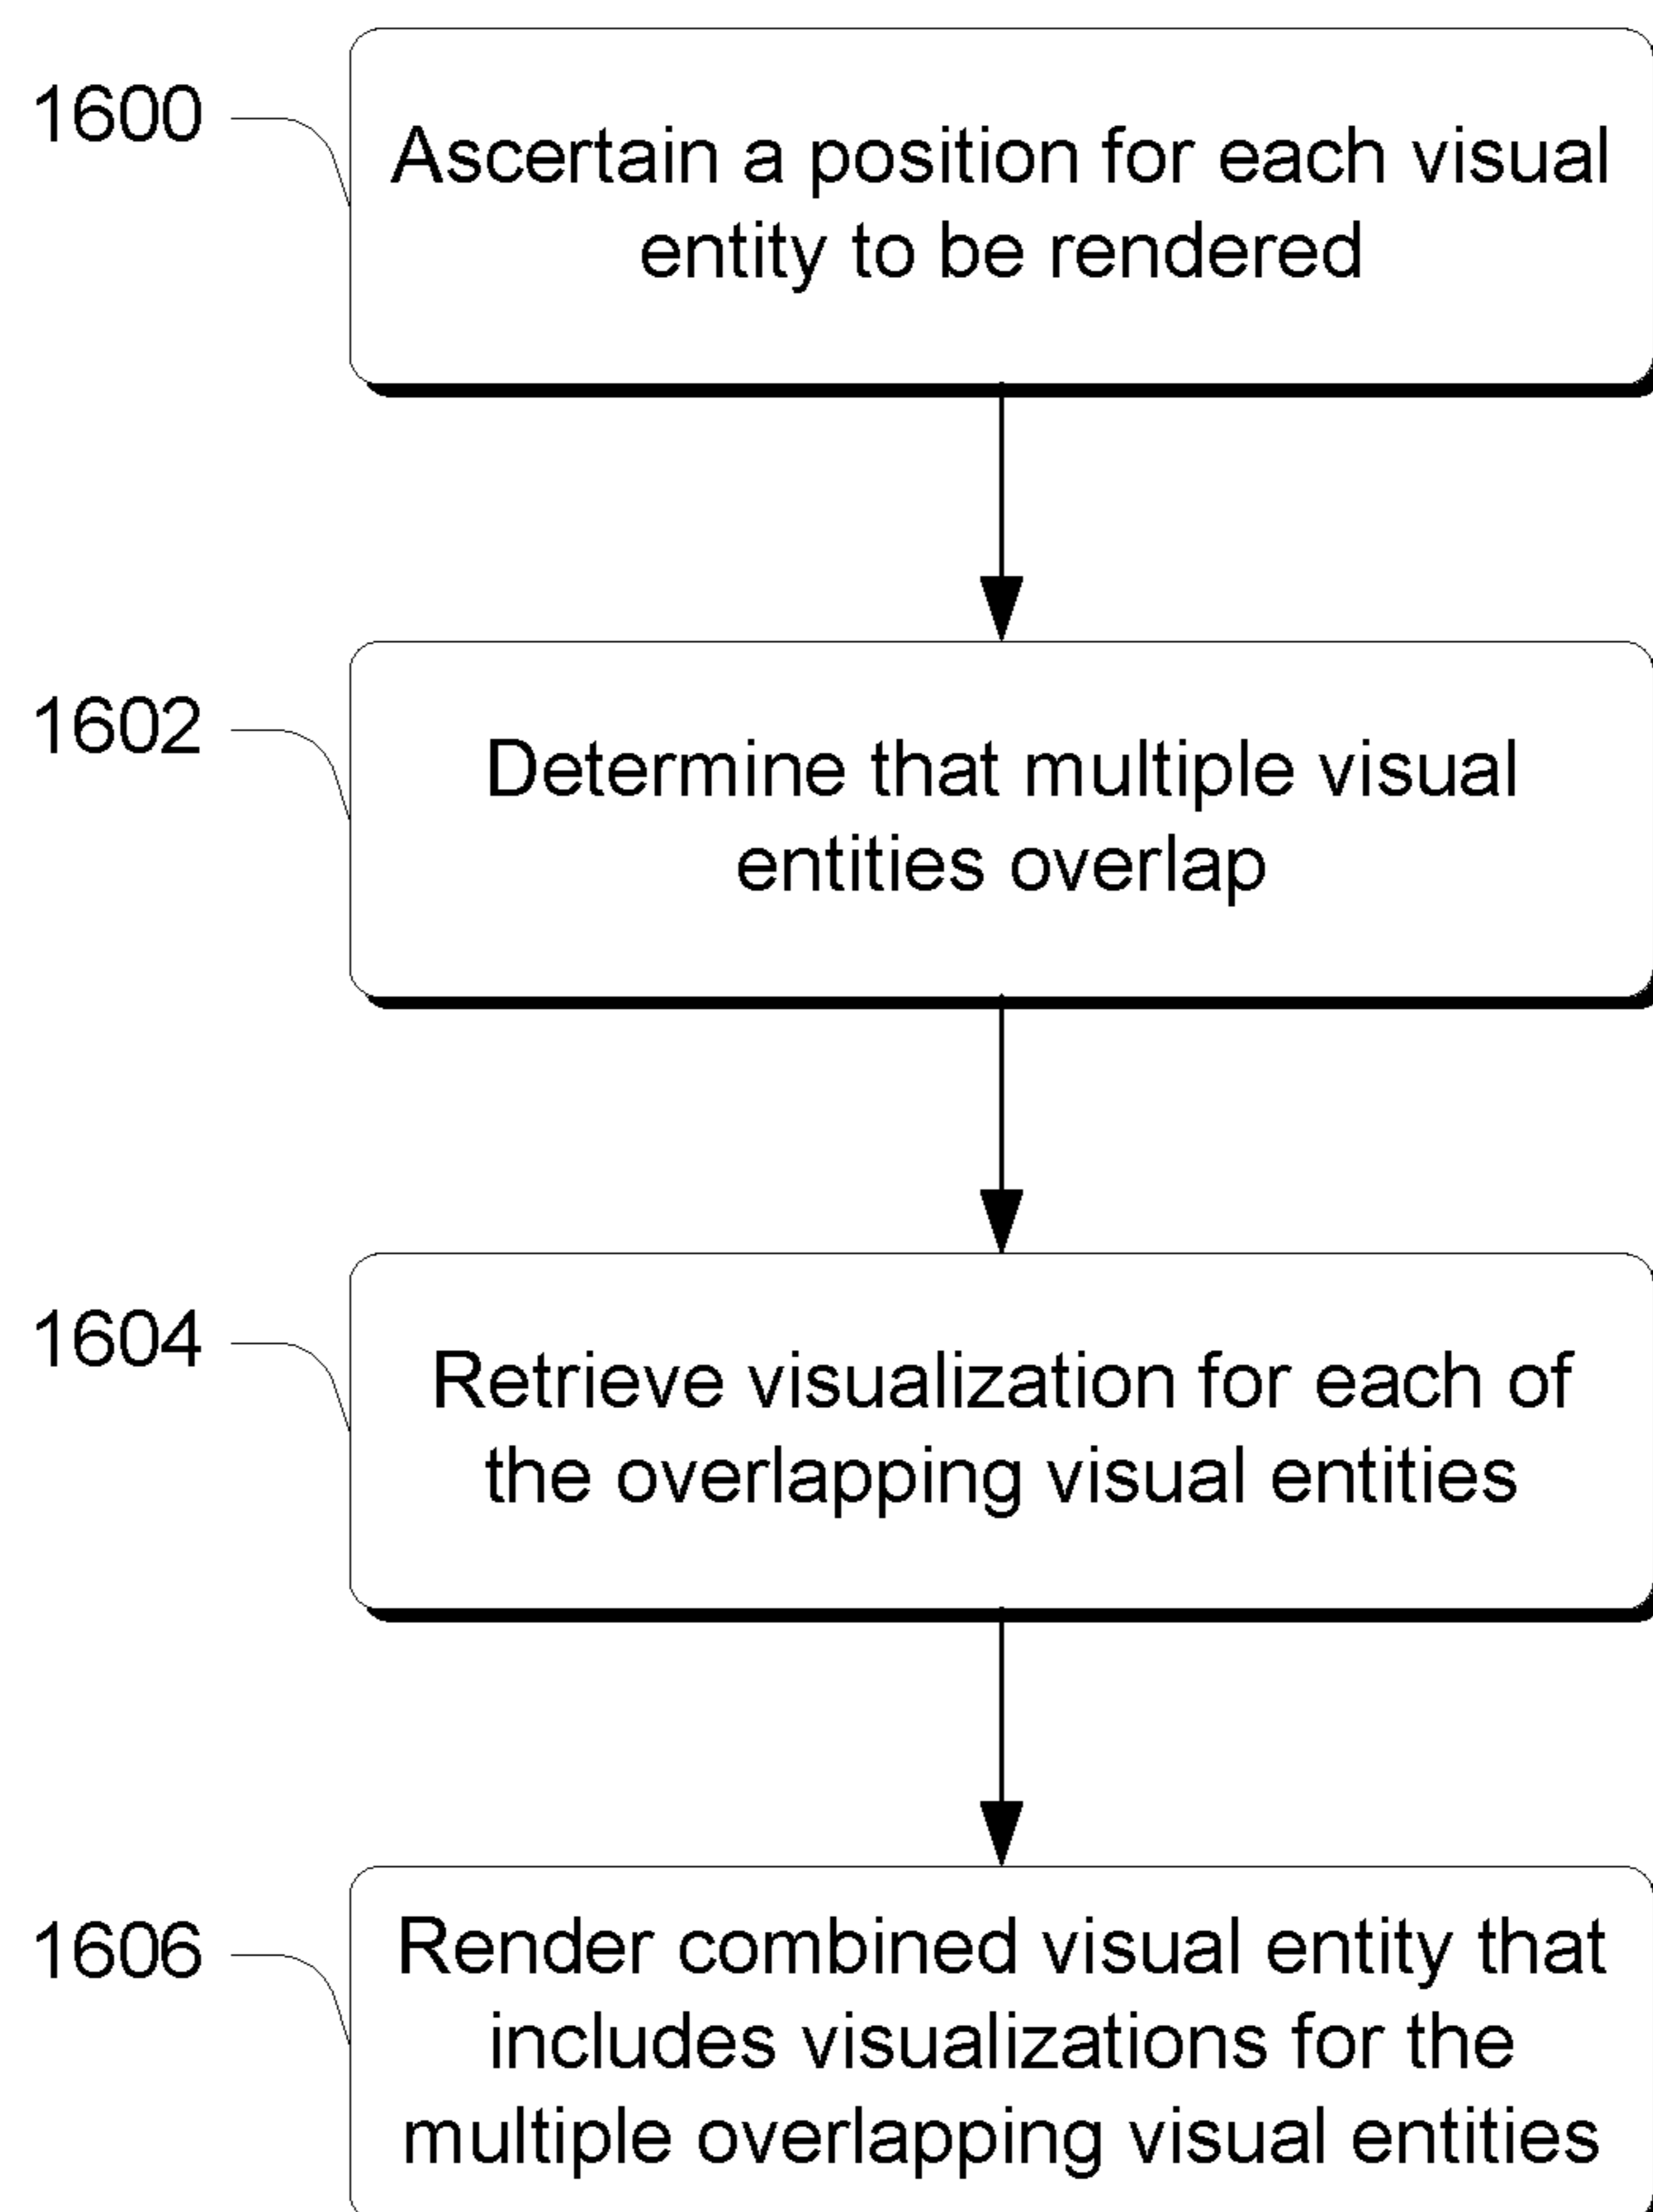 1600
Ascertain a position for each visual
entity to be rendered
1602
Determine that multiple visual
entities overlap
1604
Retrieve visualization for each of
the overlapping visual entities
1606
Render combined visual entity that
includes visualizations for the
multiple overlapping visual entities